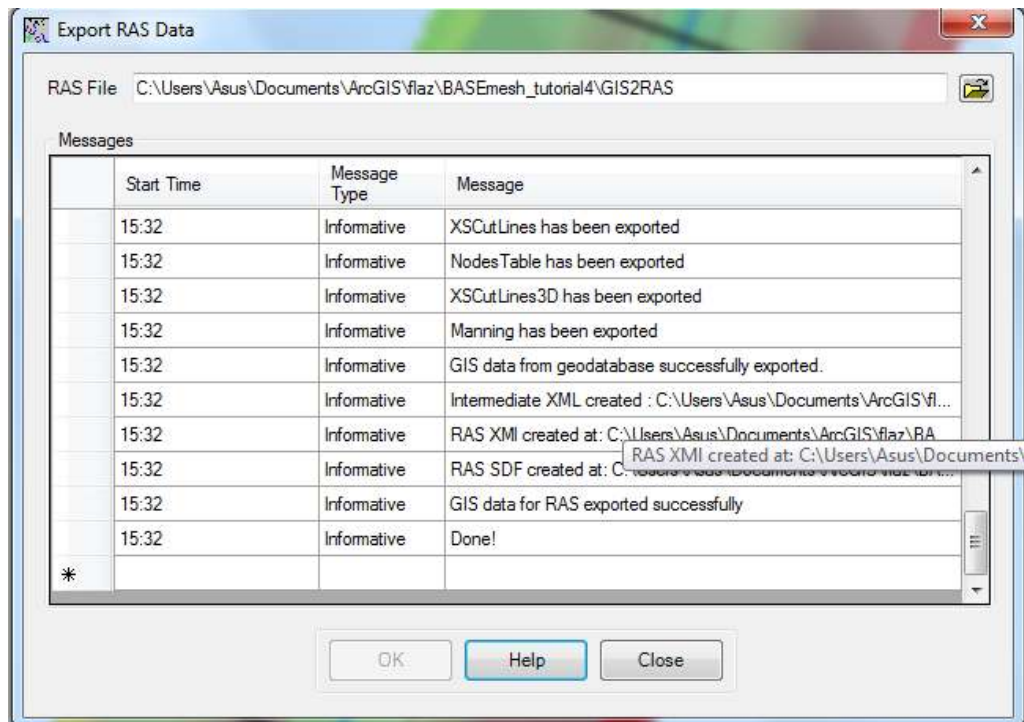 Export RAS Data
RAS File C:\Users\Asus\Documents\ArcGIS\flaz\BASEmesh_tutorial4\GIS2RAS
Messages
Start Time Message Type Message
15:32 Informative XSCutLines has been exported
15:32 Informative NodesTable has been exported
15:32 Informative XSCutLines3D has been exported
15:32 Informative Manning has been exported
15:32 Informative GIS data from geodatabase successfully exported.
15:32 Informative Intermediate XML created : C:\Users\Asus\Documents\ArcGIS\fl...
15:32 Informative RAS XMl created at: C:\Users\Asus\Documents\ArcGIS\flaz\BA
RAS XMl created at: C:\Users\Asus\Documents\
15:32 Informative RAS SDF created at: C:
15:32 Informative GIS data for RAS exported successfully
15:32 Informative Done!
OK Help Close